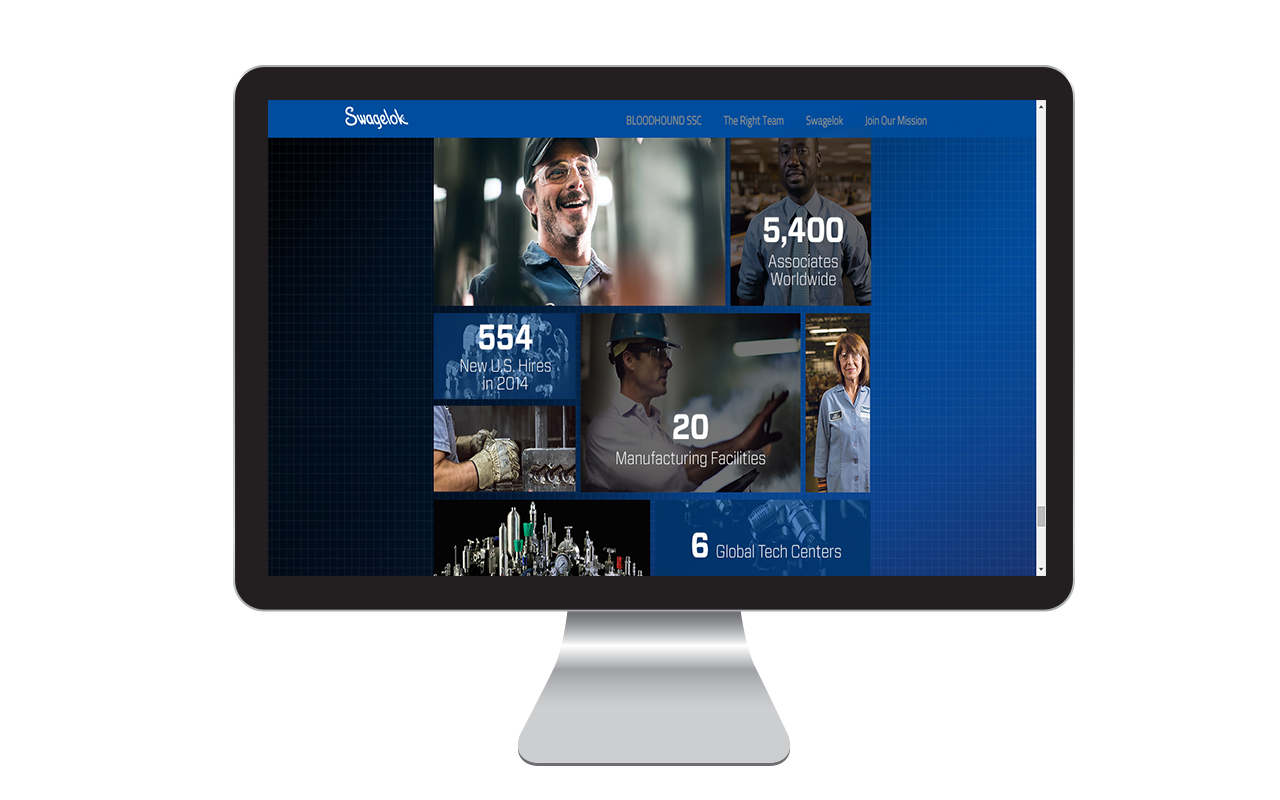 Swagelok
BLOODHOUND SSC The Right Team Swagelok Join Our Mission
5,400
Associates
Worldwide
554
New U.S. Hires
in 2014
20
Manufacturing Facilities
6 Global Tech Centers